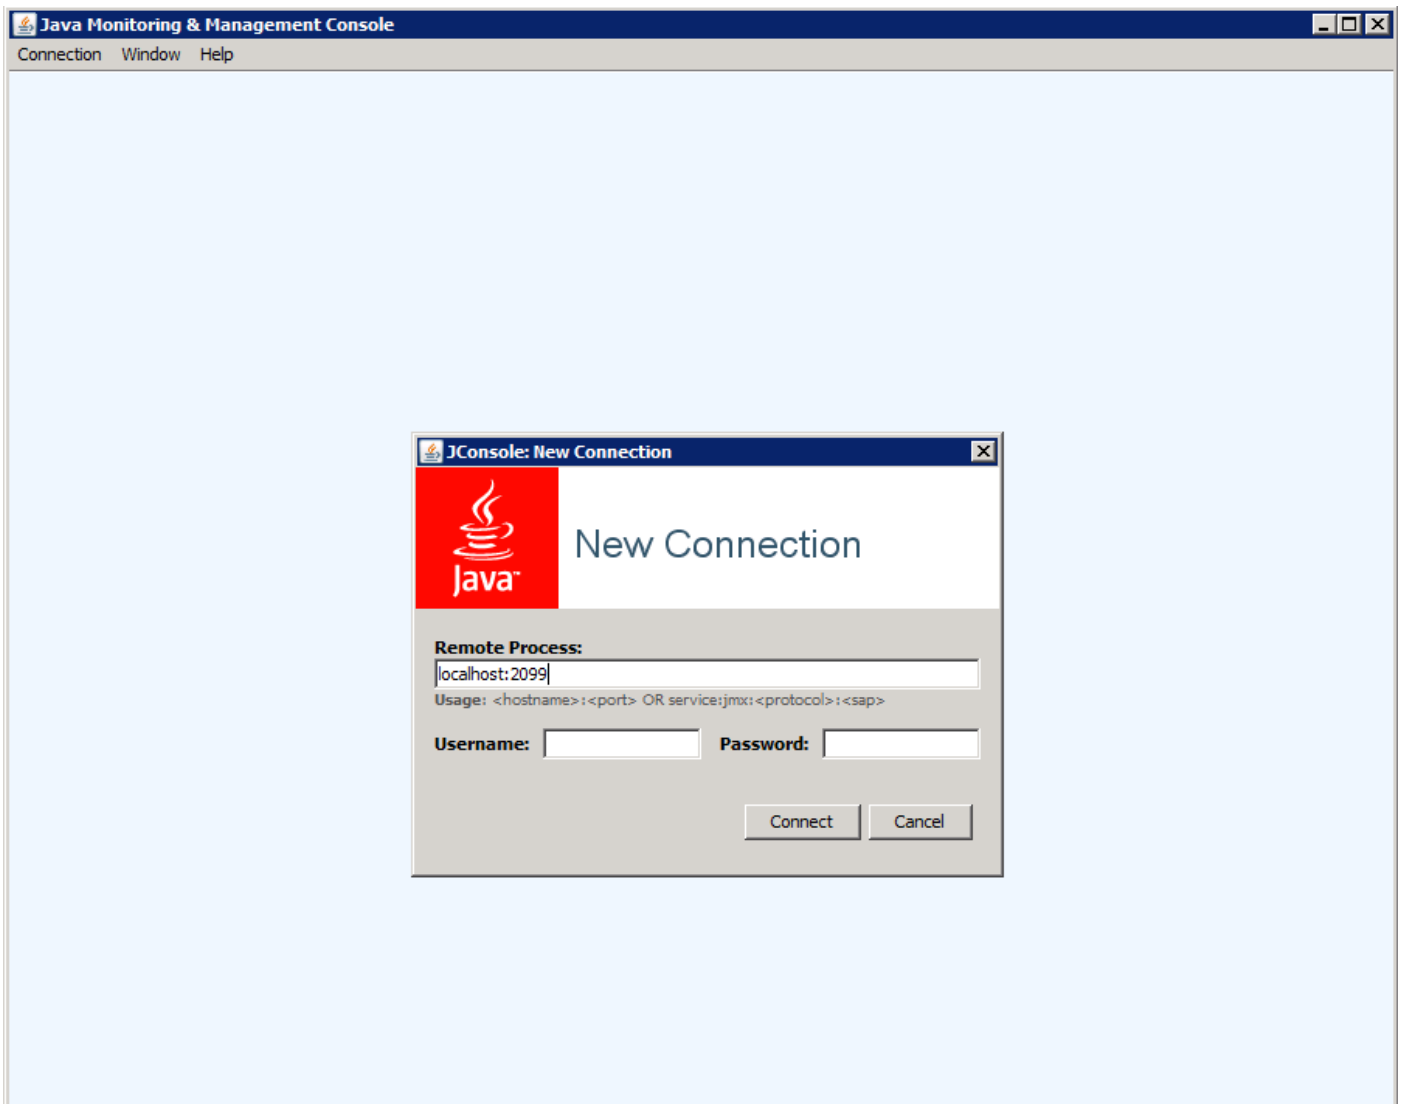 Java Monitoring & Management Console
Connection Window Help
JConsole: New Connection
Java™
New Connection
Remote Process:
localhost:2099
Usage: <hostname>:<port> OR service:jmx:<protocol>:<sap>
Username: Password:
Connect Cancel